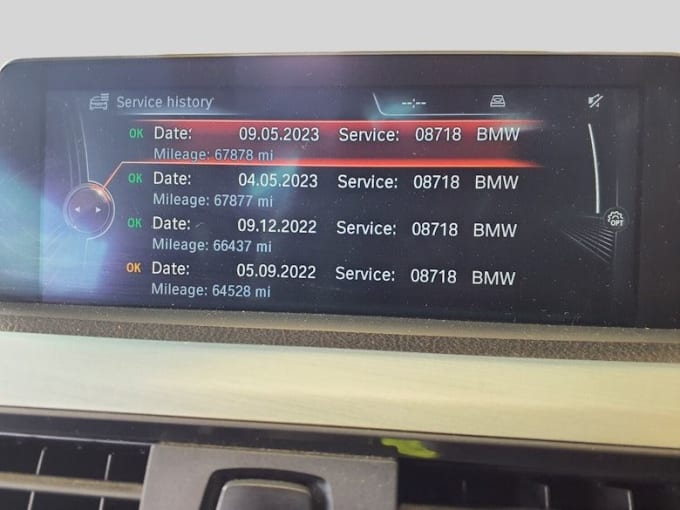 Service history --:--
OK Date: 09.05.2023 Service: 08718 BMW
Mileage: 67878 mi
OK Date: 04.05.2023 Service: 08718 BMW
Mileage: 67877 mi
OK Date: 09.12.2022 Service: 08718 BMW
Mileage: 66437 mi
OK Date: 05.09.2022 Service: 08718 BMW
Mileage: 64528 mi
OPT